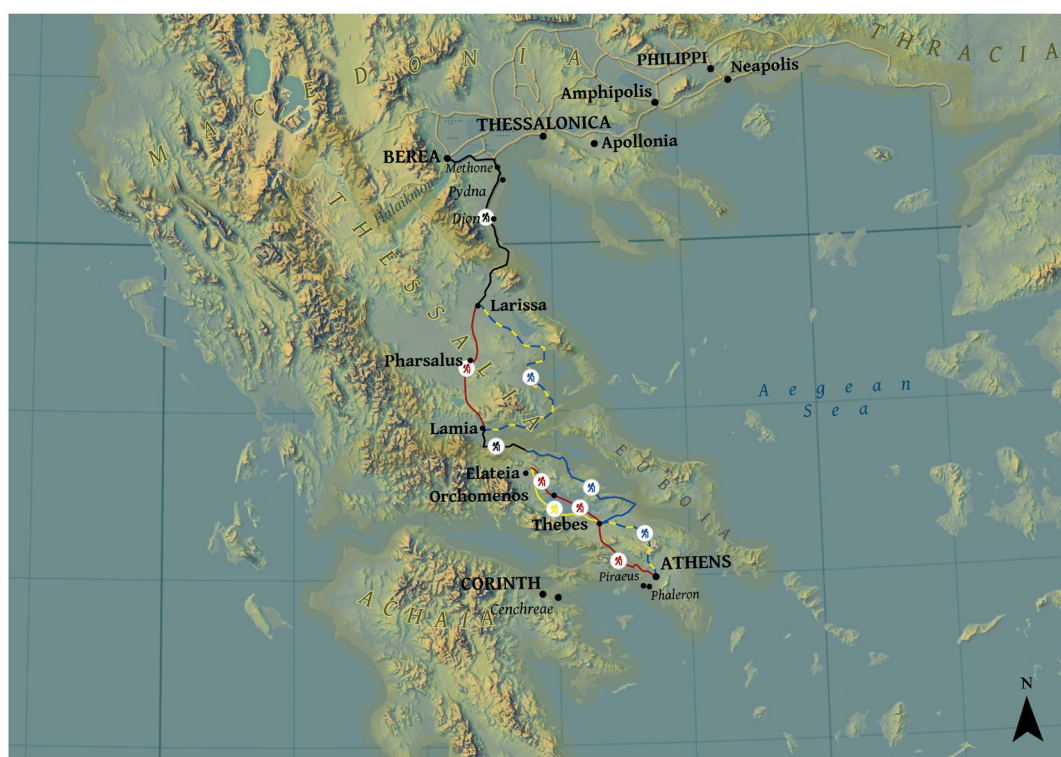 THRACIA
MACEDONIA
PHILIPPI
Neapolis
Amphipolis
THESSALONICA
Apollonia
BEREA
Methone
Pydna
Halaikmon
Dion
THESSALIA
Larissa
Pharsalus
Aegean
Sea
Lamia
EUBOIA
Elateia
Orchomenos
Thebes
ATHENS
Piraeus
Phaleron
CORINTH
Cenchreae
ACHAIA
N